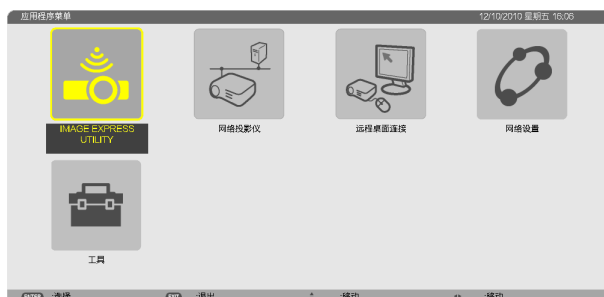 应用程序菜单
12/10/2010 星期五 16:06
IMAGE EXPRESS
UTILITY
网络投影仪
远程桌面连接
网络设置
工具
ENTER :选择 EXIT :退出 :移动 :移动